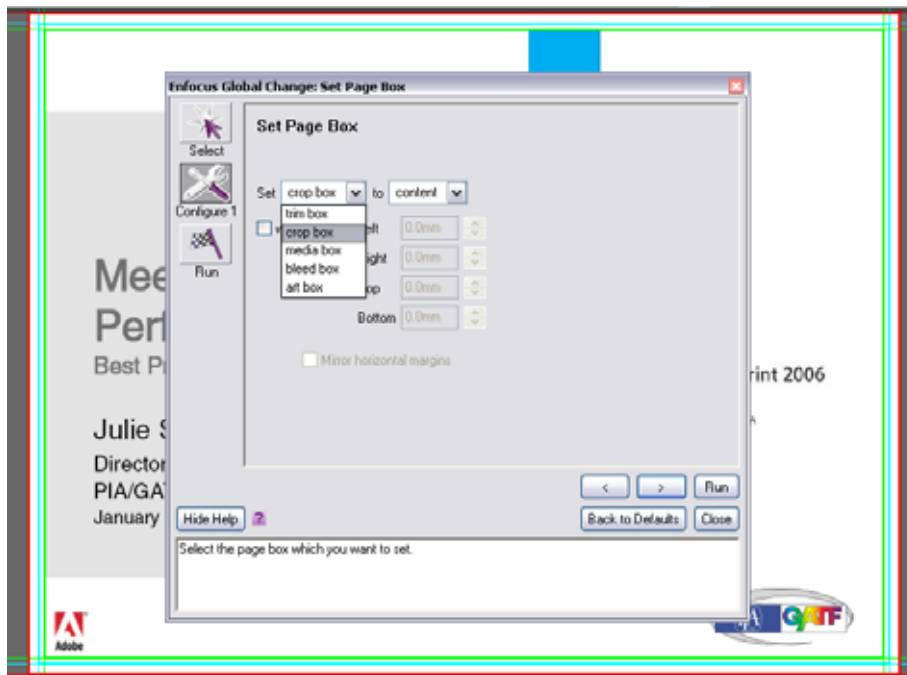 Enfocus Global Change: Set Page Box
Select
Configure 1
Run
Set Page Box
Set crop box to content
trim box
crop box
media box
bleed box
art box
0.0mm
0.0mm
0.0mm
Bottom 0.0mm
Mirror horizontal margins
< > Run
Hide Help ? Back to Defaults Close
Select the page box which you want to set.
Best
rint 2006
Julie
PIA/GA
January
Adobe
GATF